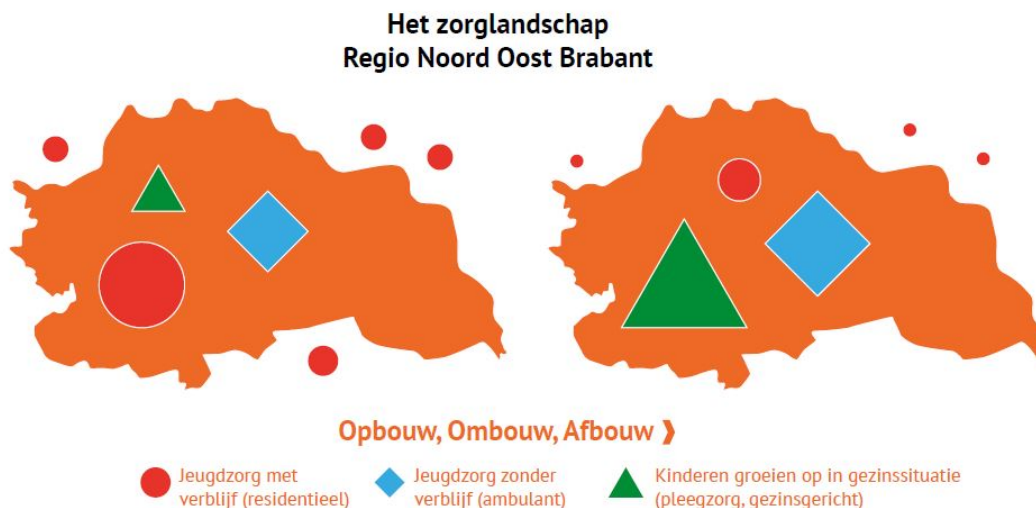 Het zorglandschap
Regio Noord Oost Brabant
Opbouw, Ombouw, Afbouw ❱
Jeugdzorg met
verblijf (residentieel)
Jeugdzorg zonder
verblijf (ambulant)
Kinderen groeien op in gezinssituatie
(pleegzorg, gezinsgericht)